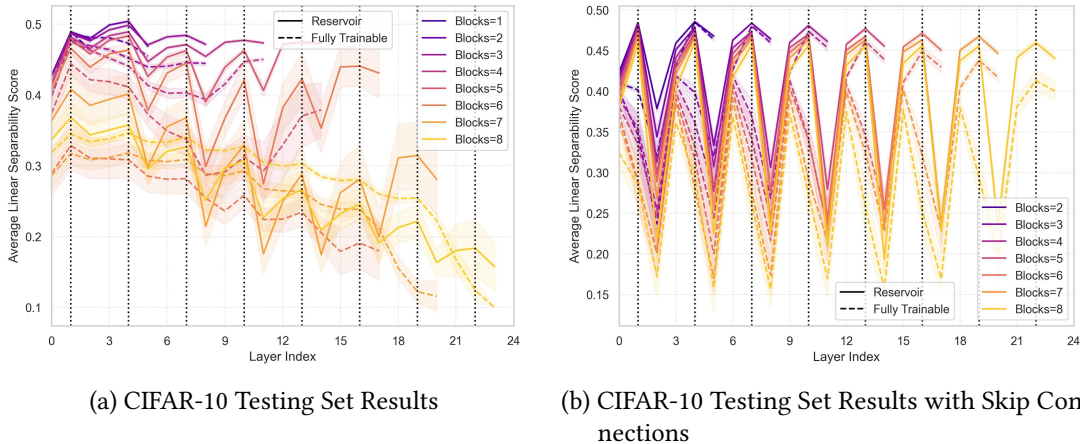 0.5
0.4
0.3
0.2
0.1
Average Linear Separability Score
0 3 6 9 12 15 18 21 24
Layer Index
Reservoir
Fully Trainable
Blocks=1
Blocks=2
Blocks=3
Blocks=4
Blocks=5
Blocks=6
Blocks=7
Blocks=8
(a) CIFAR-10 Testing Set Results
0.50
0.45
0.40
0.35
0.30
0.25
0.20
0.15
Average Linear Separability Score
0 3 6 9 12 15 18 21 24
Layer Index
Reservoir
Fully Trainable
Blocks=2
Blocks=3
Blocks=4
Blocks=5
Blocks=6
Blocks=7
Blocks=8
(b) CIFAR-10 Testing Set Results with Skip Con
nections